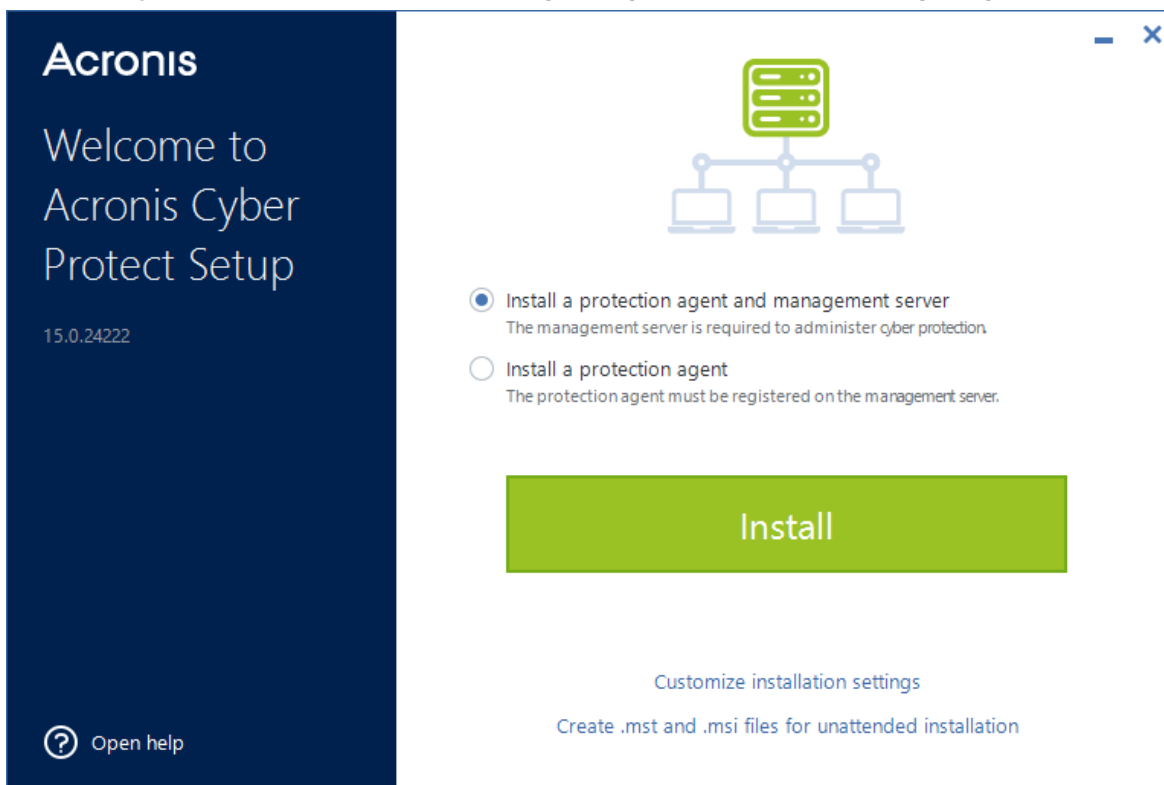 Acronis
Welcome to
Acronis Cyber
Protect Setup
15.0.24222
Install a protection agent and management server
The management server is required to administer cyber protection.
Install a protection agent
The protection agent must be registered on the management server.
Install
Customize installation settings
Create .mst and .msi files for unattended installation
? Open help